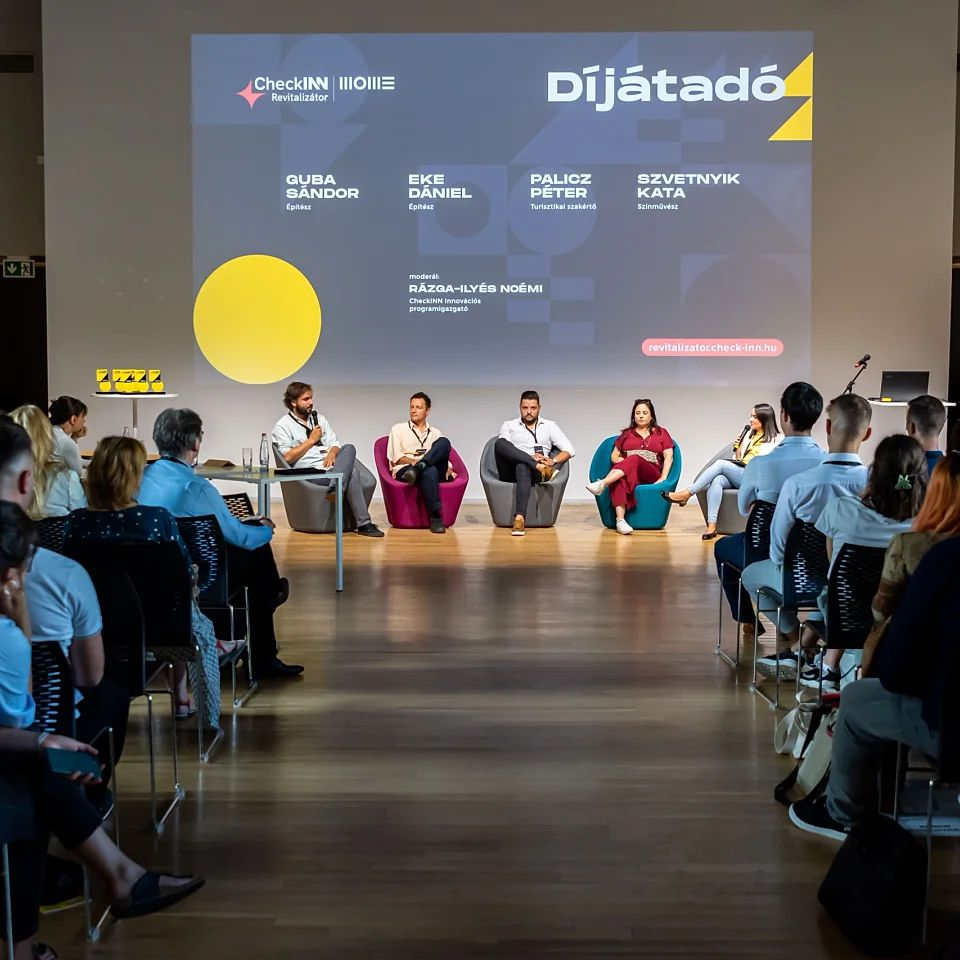 CheckINN
Revitalizátor
MOME
Díjátadó
GUBA
SÁNDOR
Építész
EKE
DÁNIEL
Építész
PALICZ
PÉTER
Turisztikai szakértő
SZVETNYIK
KATA
Színművész
moderál:
RÁZGA-ILYÉS NOÉMI
CheckINN Innovációs
programigazgató
revitalizator.check-inn.hu